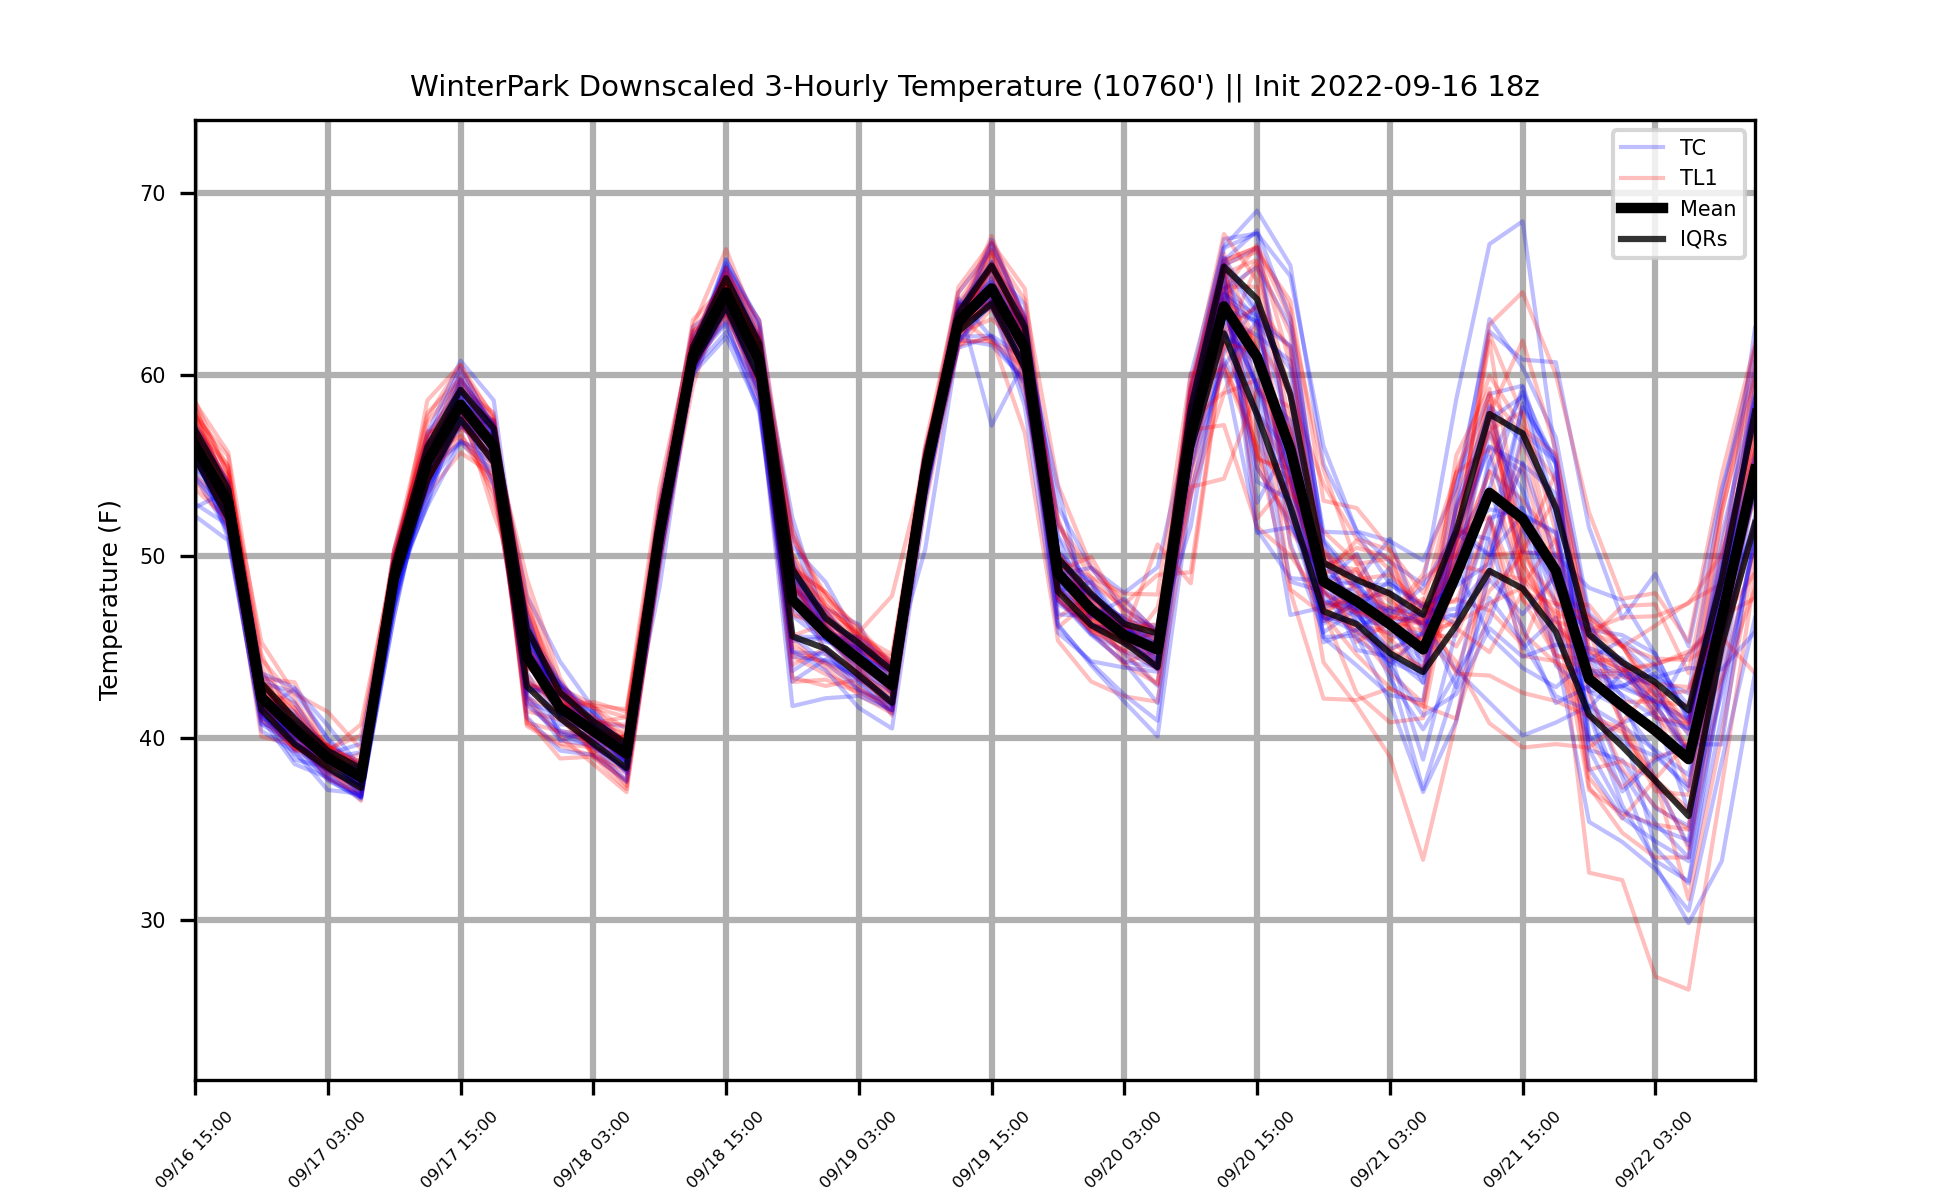 WinterPark Downscaled 3-Hourly Temperature (10760') || Init 2022-09-16 18z
TC
TL1
Mean
IQRs
Temperature (F)
70
60
50
40
30
09/16 15:00
09/17 03:00
09/17 15:00
09/18 03:00
09/18 15:00
09/19 03:00
09/19 15:00
09/20 03:00
09/20 15:00
09/21 03:00
09/21 15:00
09/22 03:00